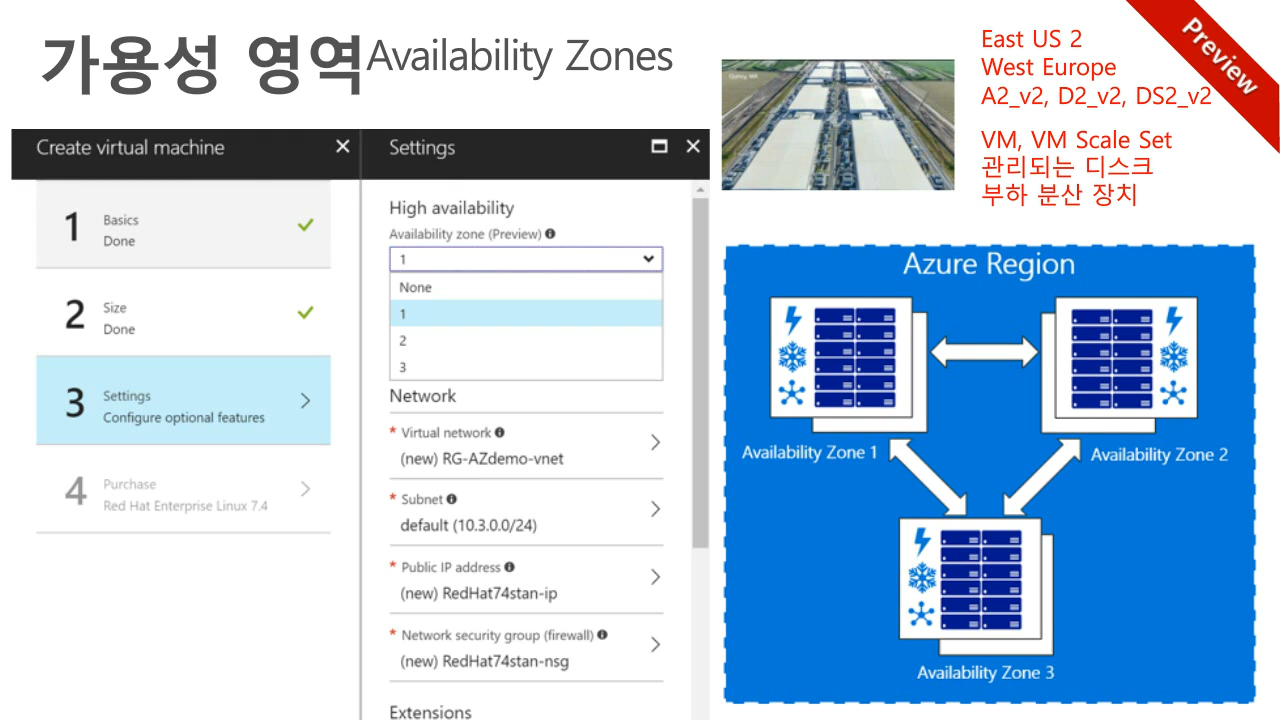 가용성 영역Availability Zones
Quincy, WA
East US 2
West Europe
A2_v2, D2_v2, DS2_v2
VM, VM Scale Set
관리되는 디스크
부하 분산 장치
Preview
Create virtual machine
1
Basics
Done
2
Size
Done
3
Settings
Configure optional features
4
Purchase
Red Hat Enterprise Linux 7.4
Settings
High availability
Availability zone (Preview)
1
None
1
2
3
Network
* Virtual network
(new) RG-AZdemo-vnet
* Subnet
default (10.3.0.0/24)
* Public IP address
(new) RedHat74stan-ip
* Network security group (firewall)
(new) RedHat74stan-nsg
Extensions
Azure Region
Availability Zone 1
Availability Zone 2
Availability Zone 3